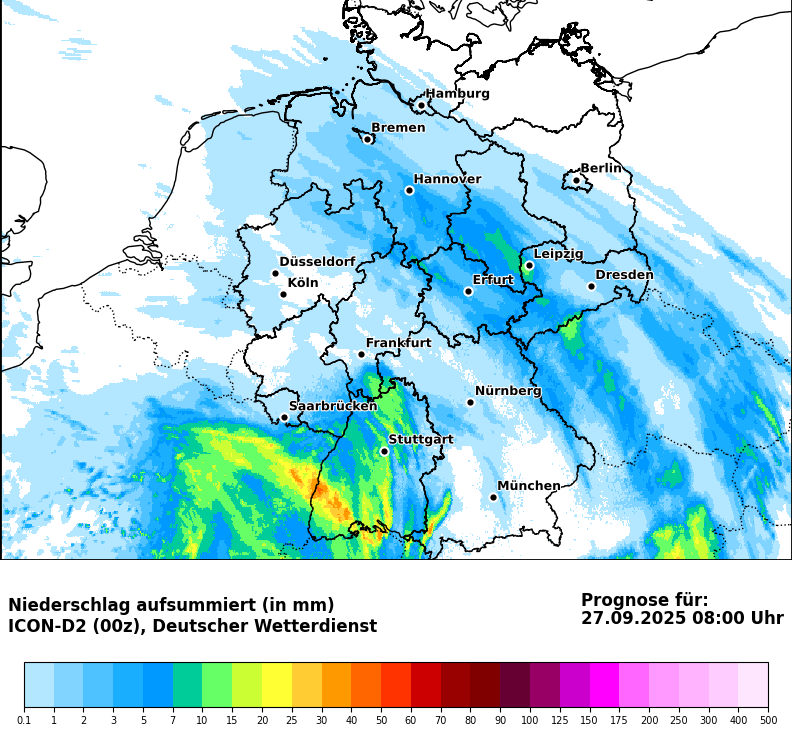 Hamburg
Bremen
Berlin
Hannover
Leipzig
Düsseldorf
Dresden
Köln
Erfurt
Frankfurt
Nürnberg
Saarbrücken
Stuttgart
München
Niederschlag aufsummiert (in mm)
ICON-D2 (00z), Deutscher Wetterdienst
Prognose für:
27.09.2025 08:00 Uhr
0.1 1 2 3 5 7 10 15 20 25 30 40 50 60 70 80 90 100 125 150 175 200 250 300 400 500